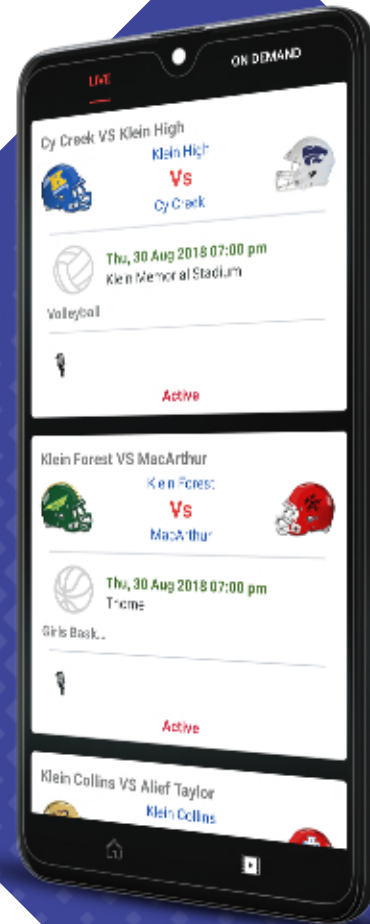 LIVE
ON DEMAND
Cy Creek VS Klein High
Klein High
Vs
Cy Creek
Thu, 30 Aug 2018 07:00 pm
Klein Memorial Stadium
Volleyball
Active
Klein Forest VS MacArthur
Klein Forest
Vs
MacArthur
Thu, 30 Aug 2018 07:00 pm
Thorne
Girls Bask...
Active
Klein Collins VS Alief Taylor
Klein Collins